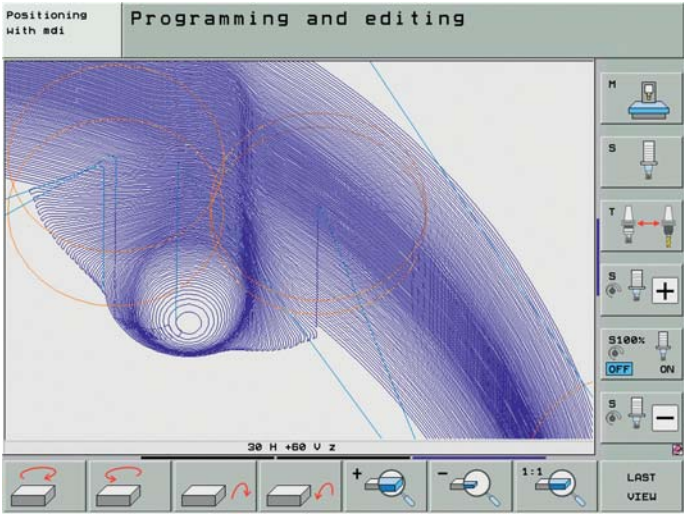 Positioning
with mdi
Programming and editing
M
S
T
S
+
S100%
OFF ON
S
−
30 H +60 V z
+
-
1:1
LAST
VIEW